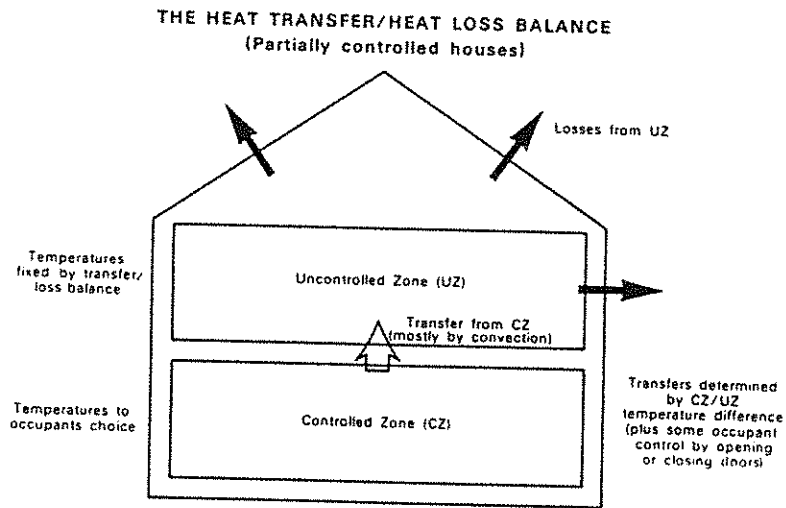 THE HEAT TRANSFER/HEAT LOSS BALANCE
(Partially controlled houses)
Losses from UZ
Temperatures
fixed by transfer/
loss balance
Uncontrolled Zone (UZ)
Transfer from CZ
(mostly by convection)
Temperatures to
occupants choice
Controlled Zone (CZ)
Transfers determined
by CZ/UZ
temperature difference
(plus some occupant
control by opening
or closing doors)